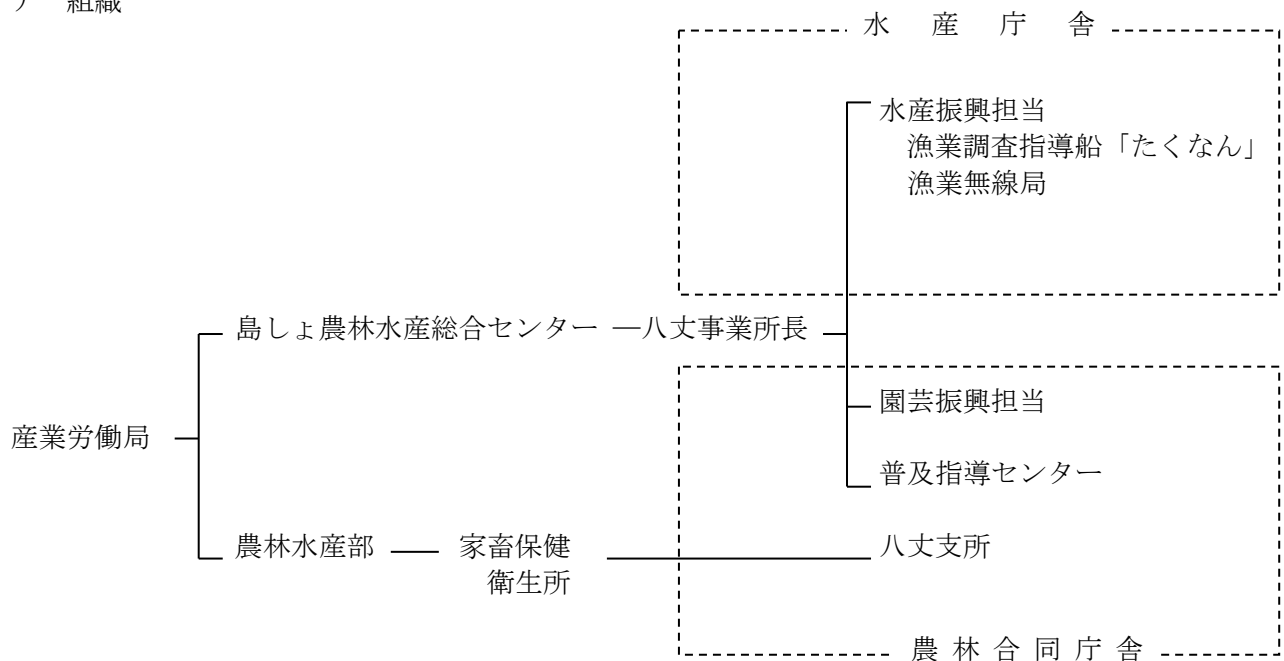 組織
水産庁舎
水産振興担当
漁業調査指導船「たくなん」
漁業無線局
島しょ農林水産総合センター ―八丈事業所長
園芸振興担当
産業労働局
普及指導センター
農林水産部
家畜保健
衛生所
八丈支所
農林合同庁舎